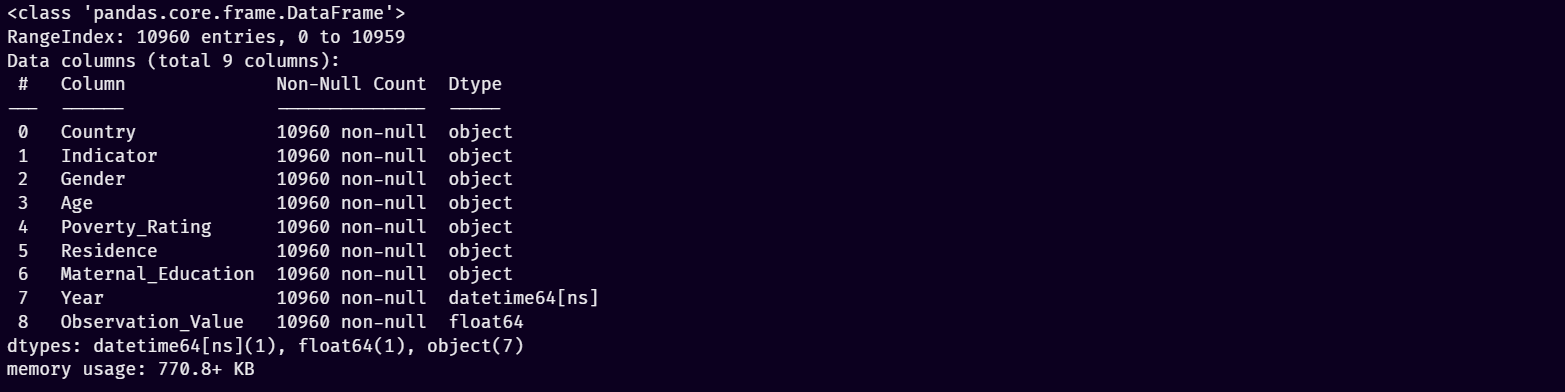 <class 'pandas.core.frame.DataFrame'>
RangeIndex: 10960 entries, 0 to 10959
Data columns (total 9 columns):
 #   Column              Non-Null Count  Dtype
---  ------              --------------  -----
 0   Country             10960 non-null  object
 1   Indicator           10960 non-null  object
 2   Gender              10960 non-null  object
 3   Age                 10960 non-null  object
 4   Poverty_Rating      10960 non-null  object
 5   Residence           10960 non-null  object
 6   Maternal_Education  10960 non-null  object
 7   Year                10960 non-null  datetime64[ns]
 8   Observation_Value   10960 non-null  float64
dtypes: datetime64[ns](1), float64(1), object(7)
memory usage: 770.8+ KB